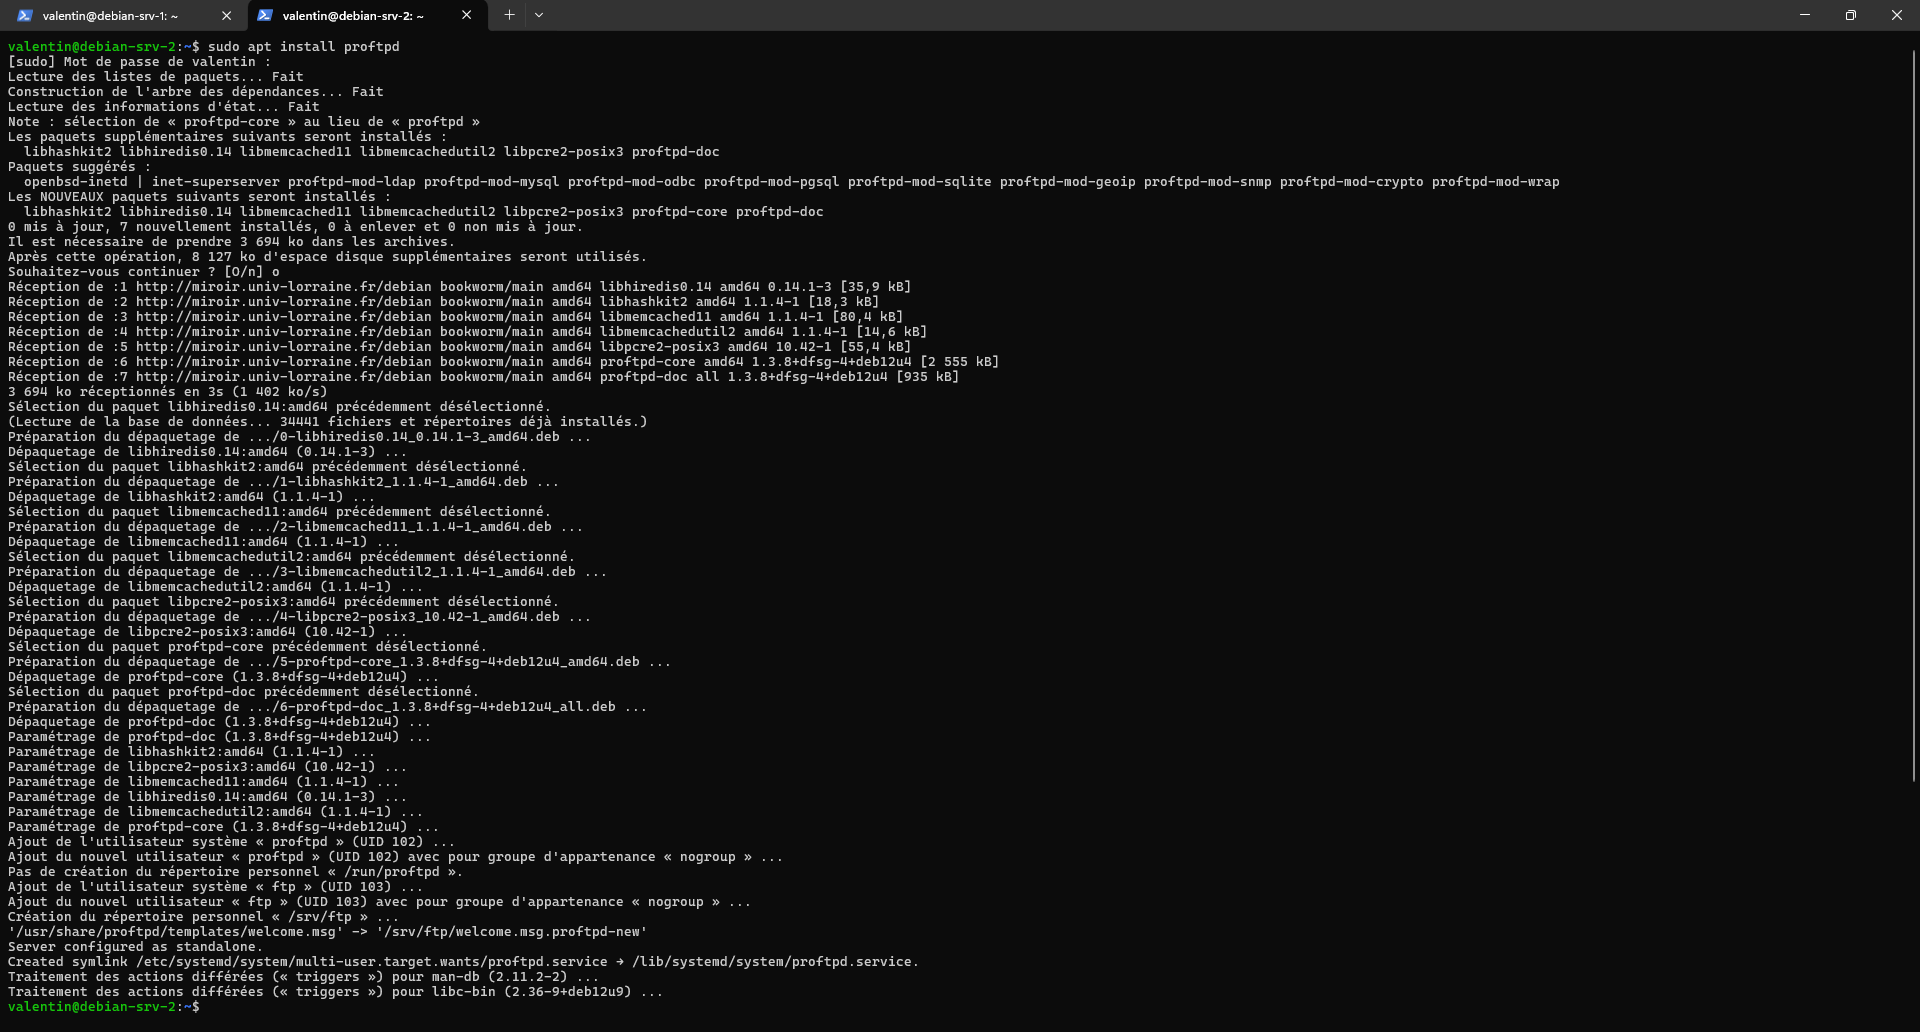 valentin@debian-srv-1: ~
valentin@debian-srv-2: ~
valentin@debian-srv-2:~$ sudo apt install proftpd
[sudo] Mot de passe de valentin :
Lecture des listes de paquets... Fait
Construction de l'arbre des dépendances... Fait
Lecture des informations d'état... Fait
Note : sélection de « proftpd-core » au lieu de « proftpd »
Les paquets supplémentaires suivants seront installés :
  libhashkit2 libhiredis0.14 libmemcached11 libmemcachedutil2 libpcre2-posix3 proftpd-doc
Paquets suggérés :
  openbsd-inetd | inet-superserver proftpd-mod-ldap proftpd-mod-mysql proftpd-mod-odbc proftpd-mod-pgsql proftpd-mod-sqlite proftpd-mod-geoip proftpd-mod-snmp proftpd-mod-crypto proftpd-mod-wrap
Les NOUVEAUX paquets suivants seront installés :
  libhashkit2 libhiredis0.14 libmemcached11 libmemcachedutil2 libpcre2-posix3 proftpd-core proftpd-doc
0 mis à jour, 7 nouvellement installés, 0 à enlever et 0 non mis à jour.
Il est nécessaire de prendre 3 694 ko dans les archives.
Après cette opération, 8 127 ko d'espace disque supplémentaires seront utilisés.
Souhaitez-vous continuer ? [O/n] o
Réception de :1 http://miroir.univ-lorraine.fr/debian bookworm/main amd64 libhiredis0.14 amd64 0.14.1-3 [35,9 kB]
Réception de :2 http://miroir.univ-lorraine.fr/debian bookworm/main amd64 libhashkit2 amd64 1.1.4-1 [18,3 kB]
Réception de :3 http://miroir.univ-lorraine.fr/debian bookworm/main amd64 libmemcached11 amd64 1.1.4-1 [80,4 kB]
Réception de :4 http://miroir.univ-lorraine.fr/debian bookworm/main amd64 libmemcachedutil2 amd64 1.1.4-1 [14,6 kB]
Réception de :5 http://miroir.univ-lorraine.fr/debian bookworm/main amd64 libpcre2-posix3 amd64 10.42-1 [55,4 kB]
Réception de :6 http://miroir.univ-lorraine.fr/debian bookworm/main amd64 proftpd-core amd64 1.3.8+dfsg-4+deb12u4 [2 555 kB]
Réception de :7 http://miroir.univ-lorraine.fr/debian bookworm/main amd64 proftpd-doc all 1.3.8+dfsg-4+deb12u4 [935 kB]
3 694 ko réceptionnés en 3s (1 402 ko/s)
Sélection du paquet libhiredis0.14:amd64 précédemment désélectionné.
(Lecture de la base de données... 34441 fichiers et répertoires déjà installés.)
Préparation du dépaquetage de .../0-libhiredis0.14_0.14.1-3_amd64.deb ...
Dépaquetage de libhiredis0.14:amd64 (0.14.1-3) ...
Sélection du paquet libhashkit2:amd64 précédemment désélectionné.
Préparation du dépaquetage de .../1-libhashkit2_1.1.4-1_amd64.deb ...
Dépaquetage de libhashkit2:amd64 (1.1.4-1) ...
Sélection du paquet libmemcached11:amd64 précédemment désélectionné.
Préparation du dépaquetage de .../2-libmemcached11_1.1.4-1_amd64.deb ...
Dépaquetage de libmemcached11:amd64 (1.1.4-1) ...
Sélection du paquet libmemcachedutil2:amd64 précédemment désélectionné.
Préparation du dépaquetage de .../3-libmemcachedutil2_1.1.4-1_amd64.deb ...
Dépaquetage de libmemcachedutil2:amd64 (1.1.4-1) ...
Sélection du paquet libpcre2-posix3:amd64 précédemment désélectionné.
Préparation du dépaquetage de .../4-libpcre2-posix3_10.42-1_amd64.deb ...
Dépaquetage de libpcre2-posix3:amd64 (10.42-1) ...
Sélection du paquet proftpd-core précédemment désélectionné.
Préparation du dépaquetage de .../5-proftpd-core_1.3.8+dfsg-4+deb12u4_amd64.deb ...
Dépaquetage de proftpd-core (1.3.8+dfsg-4+deb12u4) ...
Sélection du paquet proftpd-doc précédemment désélectionné.
Préparation du dépaquetage de .../6-proftpd-doc_1.3.8+dfsg-4+deb12u4_all.deb ...
Dépaquetage de proftpd-doc (1.3.8+dfsg-4+deb12u4) ...
Paramétrage de proftpd-doc (1.3.8+dfsg-4+deb12u4) ...
Paramétrage de libhashkit2:amd64 (1.1.4-1) ...
Paramétrage de libpcre2-posix3:amd64 (10.42-1) ...
Paramétrage de libmemcached11:amd64 (1.1.4-1) ...
Paramétrage de libhiredis0.14:amd64 (0.14.1-3) ...
Paramétrage de libmemcachedutil2:amd64 (1.1.4-1) ...
Paramétrage de proftpd-core (1.3.8+dfsg-4+deb12u4) ...
Ajout de l'utilisateur système « proftpd » (UID 102) ...
Ajout du nouvel utilisateur « proftpd » (UID 102) avec pour groupe d'appartenance « nogroup » ...
Pas de création du répertoire personnel « /run/proftpd ».
Ajout de l'utilisateur système « ftp » (UID 103) ...
Ajout du nouvel utilisateur « ftp » (UID 103) avec pour groupe d'appartenance « nogroup » ...
Création du répertoire personnel « /srv/ftp » ...
'/usr/share/proftpd/templates/welcome.msg' -> '/srv/ftp/welcome.msg.proftpd-new'
Server configured as standalone.
Created symlink /etc/systemd/system/multi-user.target.wants/proftpd.service → /lib/systemd/system/proftpd.service.
Traitement des actions différées (« triggers ») pour man-db (2.11.2-2) ...
Traitement des actions différées (« triggers ») pour libc-bin (2.36-9+deb12u9) ...
valentin@debian-srv-2:~$